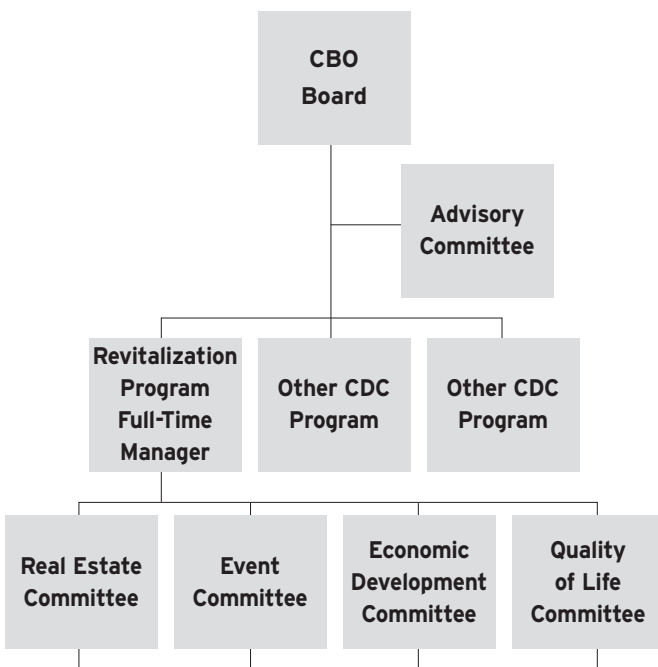 CBO
Board
Advisory
Committee
Revitalization
Program
Full-Time
Manager
Other CDC
Program
Other CDC
Program
Real Estate
Committee
Event
Committee
Economic
Development
Committee
Quality
of Life
Committee